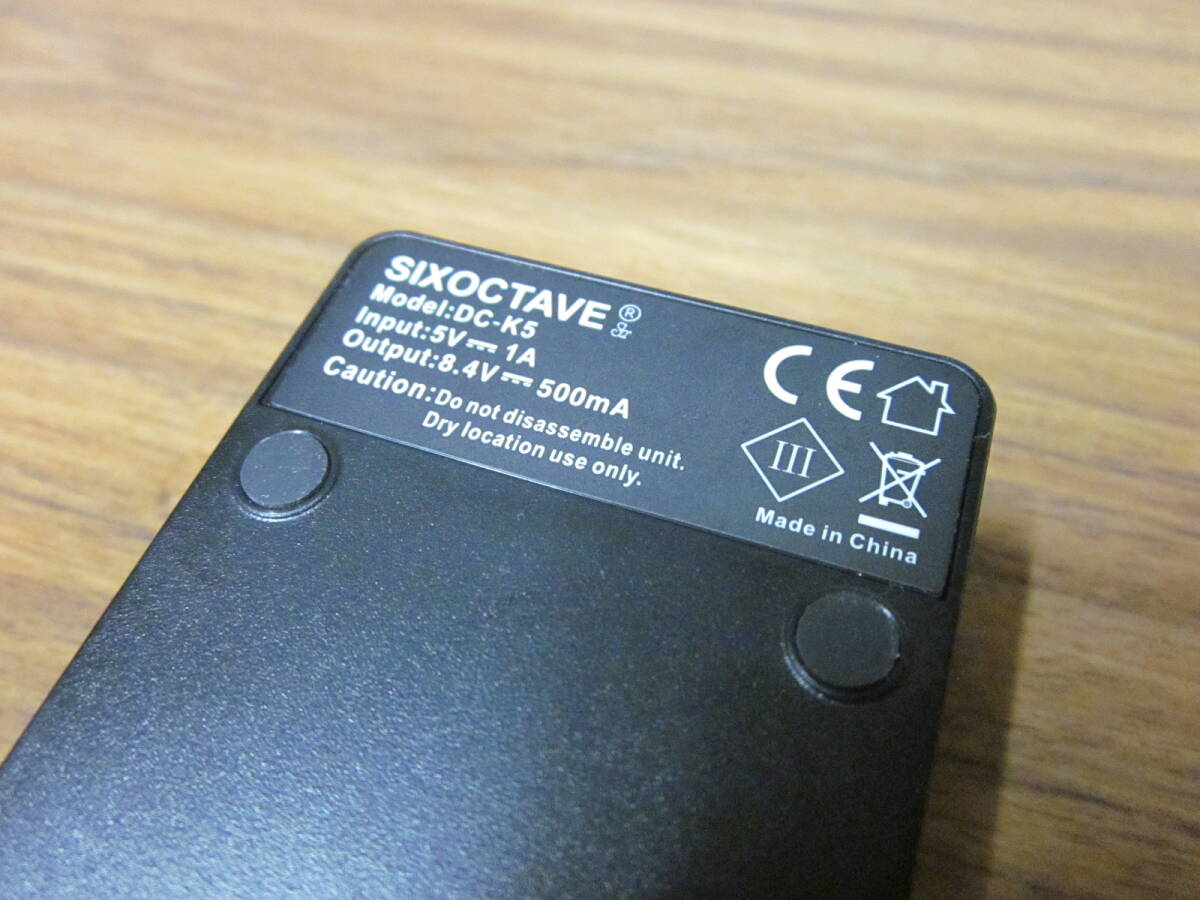 SIXOCTAVE®
Model:DC-K5
Input:5V⎓1A
Output:8.4V⎓500mA
Caution:Do not disassemble unit.
Dry location use only.
CE
III
Made in China